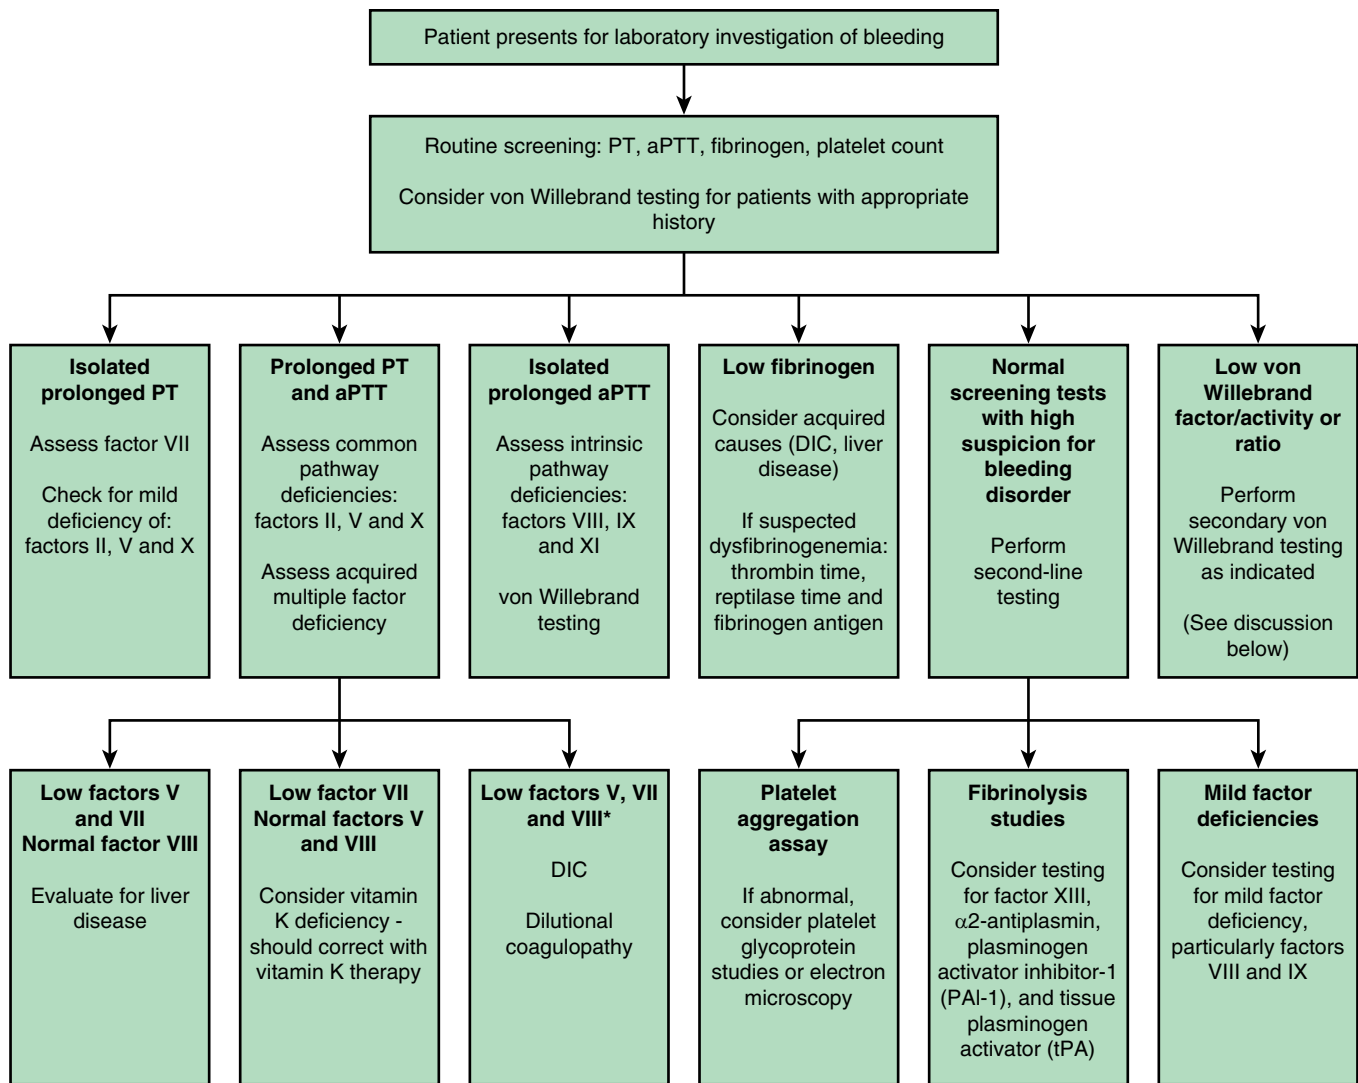 Patient presents for laboratory investigation of bleeding
Routine screening: PT, aPTT, fibrinogen, platelet count
Consider von Willebrand testing for patients with appropriate
history
Isolated
prolonged PT
Assess factor VII
Check for mild
deficiency of:
factors II, V and X
Prolonged PT
and aPTT
Assess common
pathway
deficiencies:
factors II, V and X
Assess acquired
multiple factor
deficiency
Isolated
prolonged aPTT
Assess intrinsic
pathway
deficiencies:
factors VIII, IX
and XI
von Willebrand
testing
Low fibrinogen
Consider acquired
causes (DIC, liver
disease)
If suspected
dysfibrinogenemia:
thrombin time,
reptilase time and
fibrinogen antigen
Normal
screening tests
with high
suspicion for
bleeding
disorder
Perform
second-line
testing
Low von
Willebrand
factor/activity or
ratio
Perform
secondary von
Willebrand testing
as indicated
(See discussion
below)
Low factors V
and VII
Normal factor VIII
Evaluate for liver
disease
Low factor VII
Normal factors V
and VIII
Consider vitamin
K deficiency -
should correct with
vitamin K therapy
Low factors V, VII
and VIII*
DIC
Dilutional
coagulopathy
Platelet
aggregation
assay
If abnormal,
consider platelet
glycoprotein
studies or electron
microscopy
Fibrinolysis
studies
Consider testing
for factor XIII,
α2-antiplasmin,
plasminogen
activator inhibitor-1
(PAI-1), and tissue
plasminogen
activator (tPA)
Mild factor
deficiencies
Consider testing
for mild factor
deficiency,
particularly factors
VIII and IX